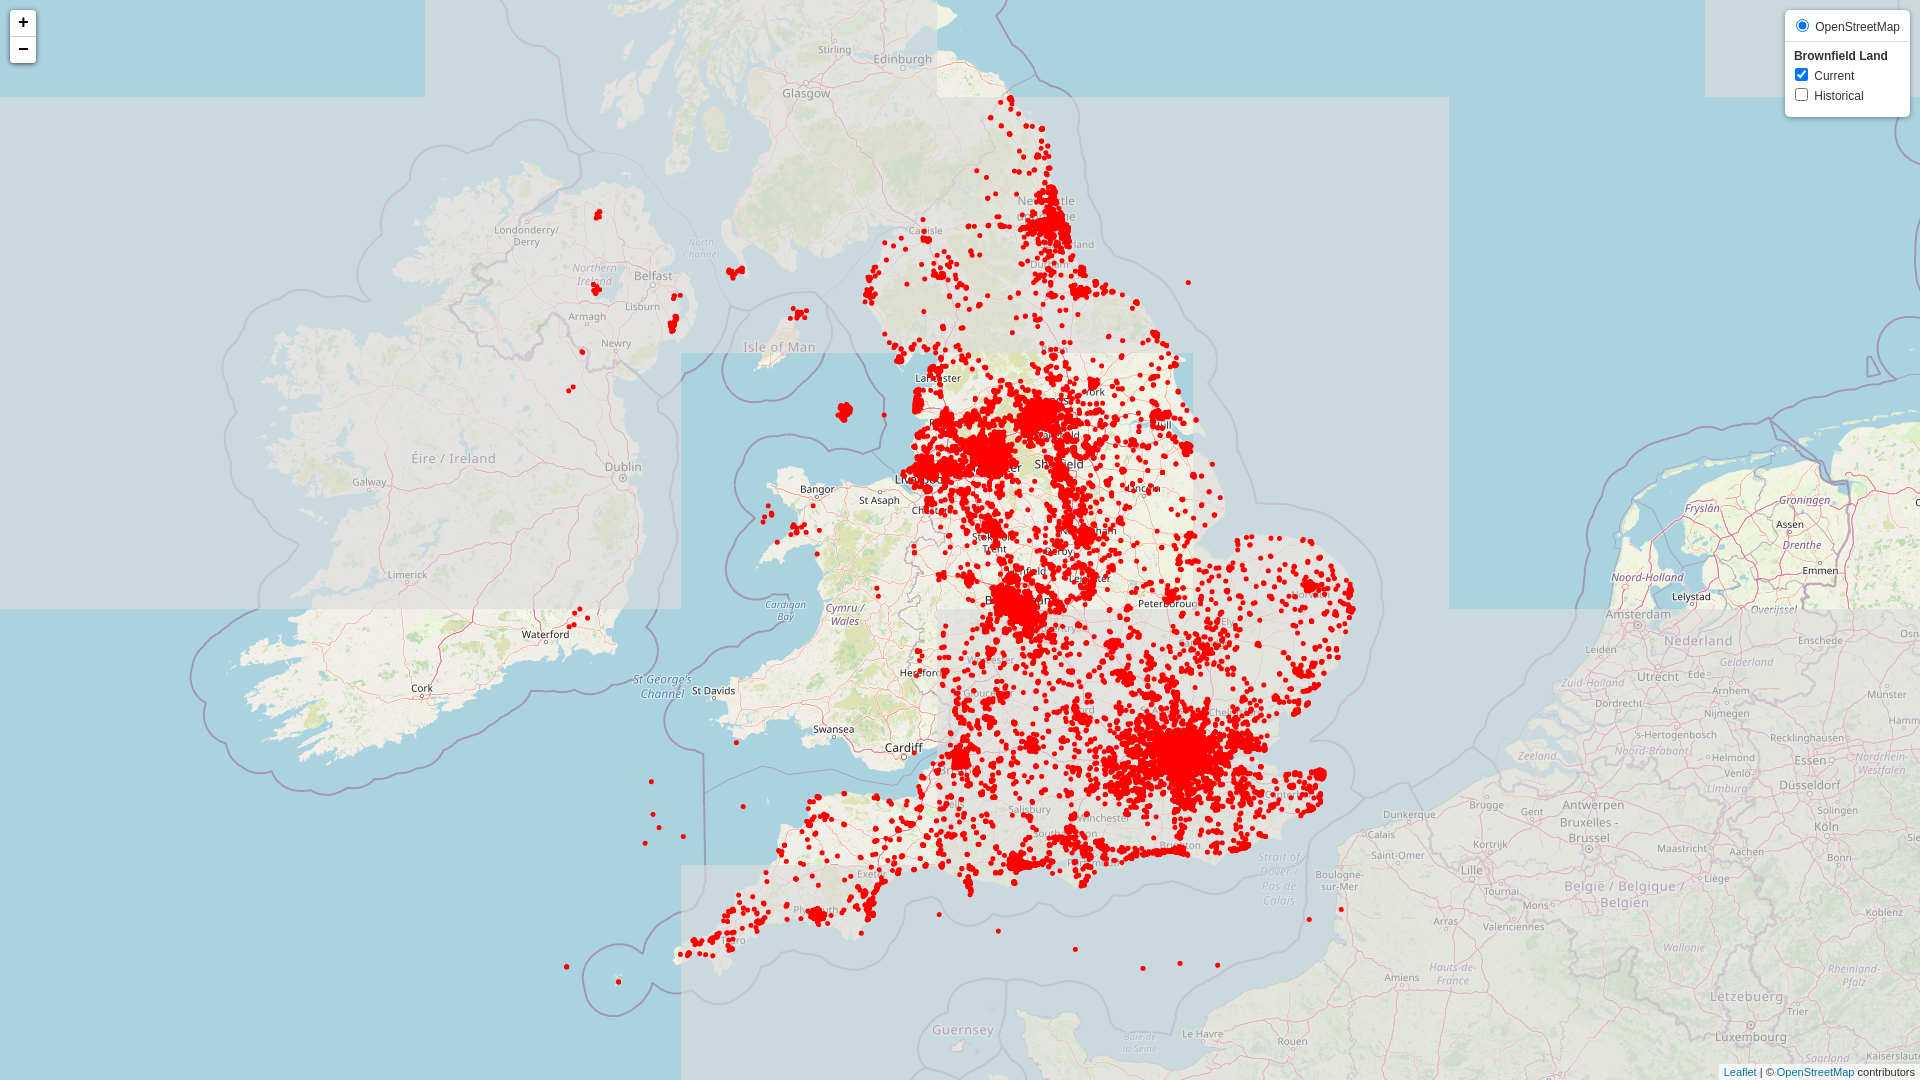 +
−
OpenStreetMap
Brownfield Land
Current
Historical
Stirling
Edinburgh
Glasgow
Londonderry/
Derry
North
Channel
Northern
Ireland
Belfast
Lisburn
Armagh
Newry
Isle of Man
Carlisle
Durham
Lancaster
York
Éire / Ireland
Dublin
Galway
Bangor
St Asaph
Sheffield
Lincoln
Stoke-on-
Trent
Derby
Leicester
Peterborough
Limerick
Cardigan
Bay
Cymru /
Wales
Waterford
Cork
St George's
Channel
St Davids
Hereford
Worcester
Swansea
Cardiff
Salisbury
Winchester
Southampton
Portsmouth
Brighton
Exeter
Plymouth
Truro
Guernsey
Strait of
Dover /
Pas de
Calais
Groningen
Fryslân
Assen
Drenthe
Emmen
Noord-Holland
Lelystad
Amsterdam
Overijssel
Nederland
Enschede
Leiden
Gelderland
Utrecht
Ede
Zuid-Holland
Arnhem
Münster
Dordrecht
Nijmegen
's-Hertogenbosch
Recklinghausen
Noord-Brabant
Zeeland
Helmond
Essen
Venlo
Limburg
Düsseldorf
Nordrhein-
Westfalen
Brugge
Antwerpen
Gent
Dunkerque
Calais
Bruxelles -
Brussel
Köln
Kortrijk
Maastricht
Aachen
Saint-Omer
Bonn
Lille
Boulogne-
sur-Mer
Tournai
België / Belgique /
Belgien
Liège
Mons
Namur
Koblenz
Arras
Valenciennes
Wallonie
Hauts-de-
France
Amiens
Rheinland-
Pfalz
Lëtzebuerg
Trier
Luxembourg
Le Havre
Rouen
Baie de
la Seine
Saarland
Kaiserslautern
Leaflet | © OpenStreetMap contributors